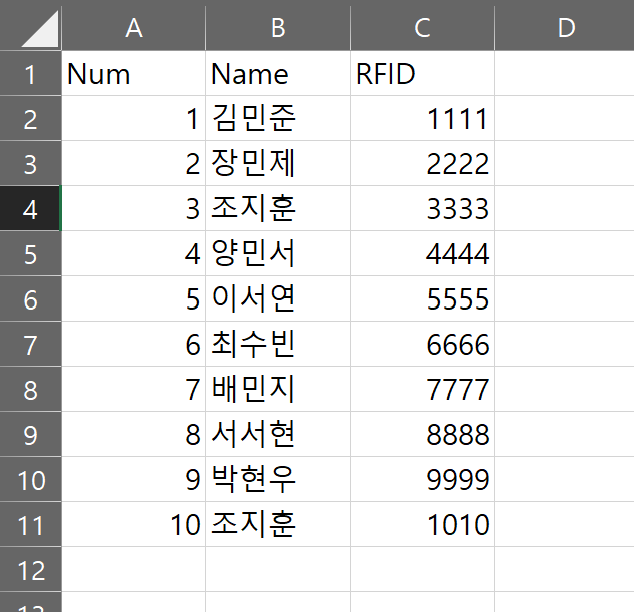 A B C D
1 Num Name RFID
2 1 김민준 1111
3 2 장민제 2222
4 3 조지훈 3333
5 4 양민서 4444
6 5 이서연 5555
7 6 최수빈 6666
8 7 배민지 7777
9 8 서서현 8888
10 9 박현우 9999
11 10 조지훈 1010
12
13